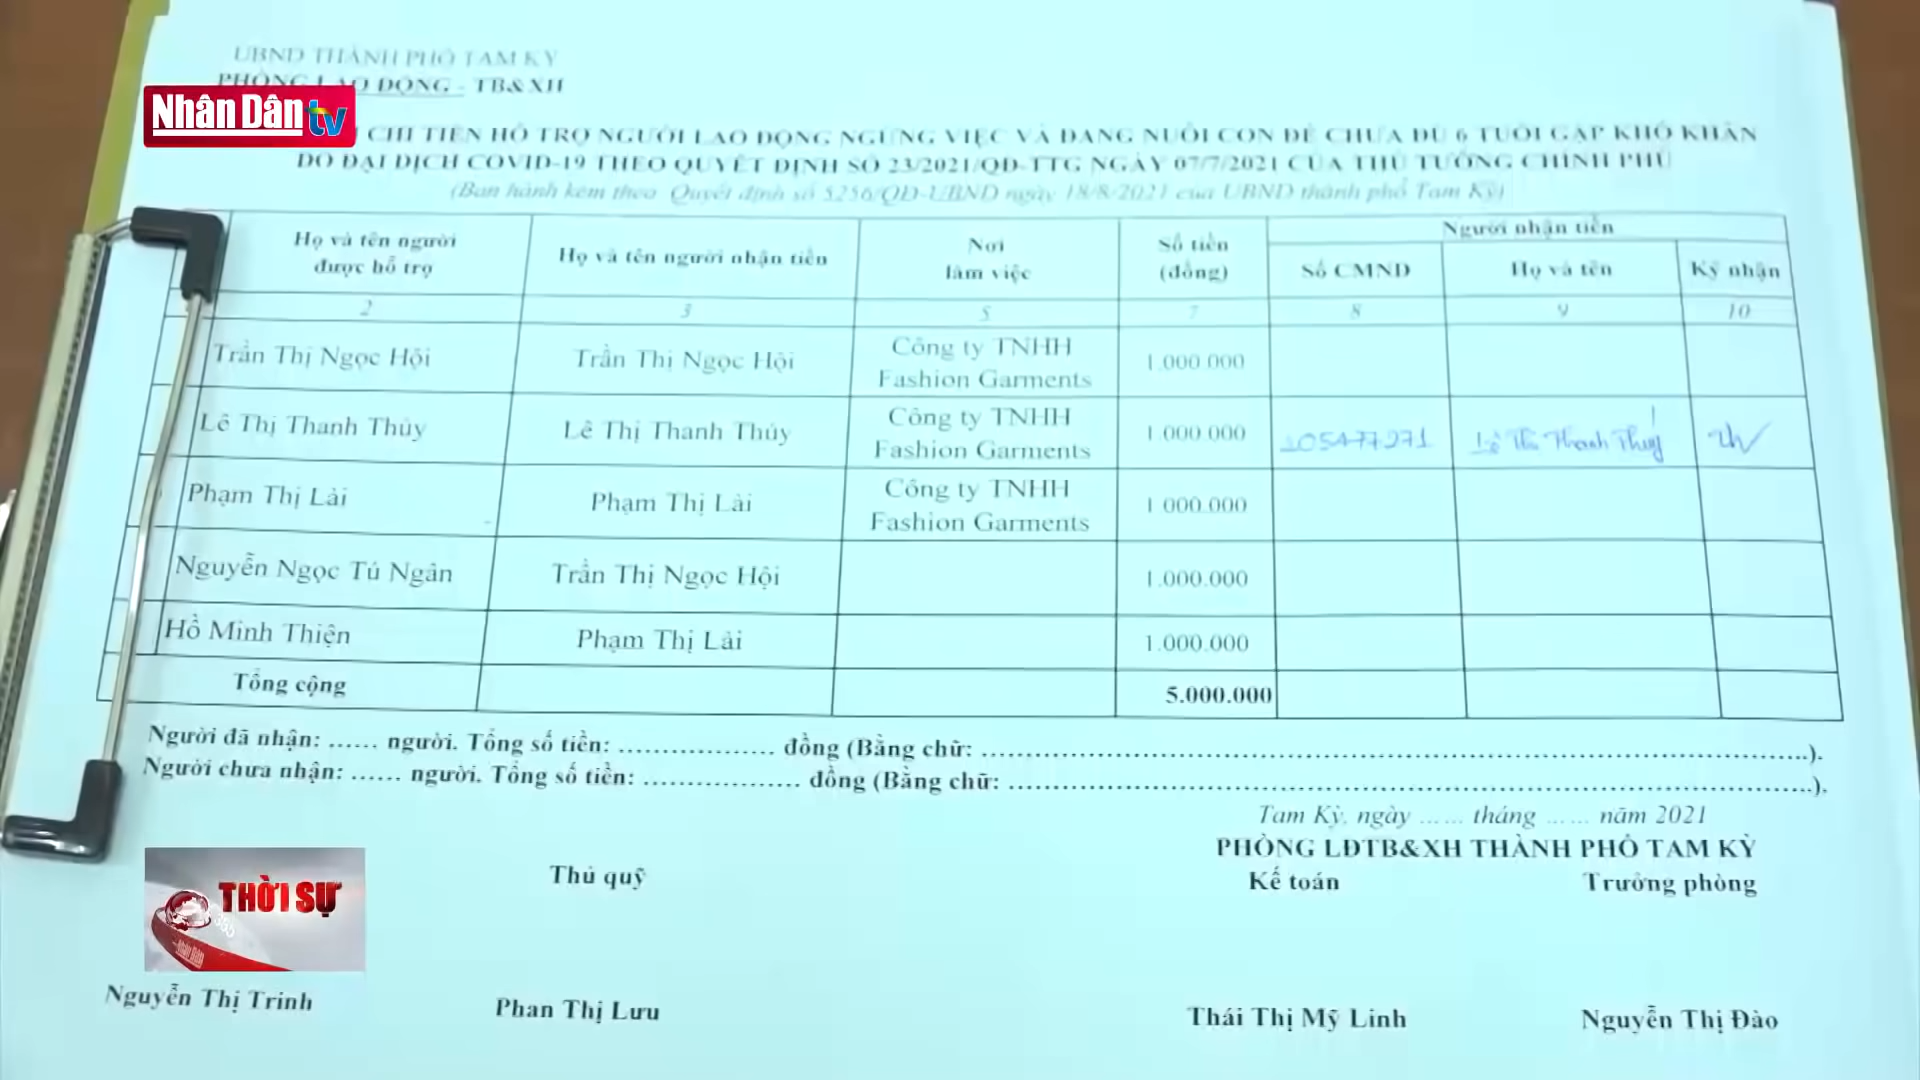 UBND THÀNH PHỐ TAM KỲ
PHÒNG LAO ĐỘNG - TB&XH
Nhân Dân tv
CHI TIỀN HỖ TRỢ NGƯỜI LAO ĐỘNG NGỪNG VIỆC VÀ ĐANG NUÔI CON ĐẺ CHƯA ĐỦ 6 TUỔI GẶP KHÓ KHĂN
DO ĐẠI DỊCH COVID-19 THEO QUYẾT ĐỊNH SỐ 23/2021/QĐ-TTG NGÀY 07/7/2021 CỦA THỦ TƯỚNG CHÍNH PHỦ
(Ban hành kèm theo Quyết định số 5256/QĐ-UBND ngày 18/8/2021 của UBND thành phố Tam Kỳ)
Họ và tên người được hỗ trợ Họ và tên người nhận tiền Nơi làm việc Số tiền (đồng) Người nhận tiền
Số CMND Họ và tên Ký nhận
2 3 5 7 8 9 10
Trần Thị Ngọc Hội Trần Thị Ngọc Hội Công ty TNHH Fashion Garments 1.000.000
Lê Thị Thanh Thúy Lê Thị Thanh Thúy Công ty TNHH Fashion Garments 1.000.000 205477271 Lê Thị Thanh Thúy
Phạm Thị Lài Phạm Thị Lài Công ty TNHH Fashion Garments 1.000.000
Nguyễn Ngọc Tú Ngân Trần Thị Ngọc Hội 1.000.000
Hồ Minh Thiện Phạm Thị Lài 1.000.000
Tổng cộng 5.000.000
Người đã nhận: ...... người. Tổng số tiền: .................. đồng (Bằng chữ: ..........................................................................................).
Người chưa nhận: ...... người. Tổng số tiền: .................. đồng (Bằng chữ: ..........................................................................................).
Tam Kỳ, ngày ...... tháng ...... năm 2021
PHÒNG LĐTB&XH THÀNH PHỐ TAM KỲ
Thủ quỹ Kế toán Trưởng phòng
THỜI SỰ
365
NHÂN DÂN
Nguyễn Thị Trinh Phan Thị Lưu Thái Thị Mỹ Linh Nguyễn Thị Đào